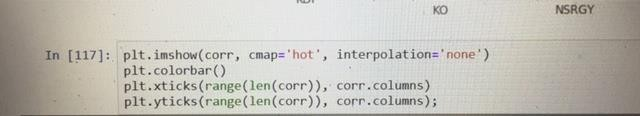 KO NSRGY
In [117]: plt.imshow(corr, cmap='hot', interpolation='none')
plt.colorbar()
plt.xticks(range(len(corr)), corr.columns)
plt.yticks(range(len(corr)), corr.columns);